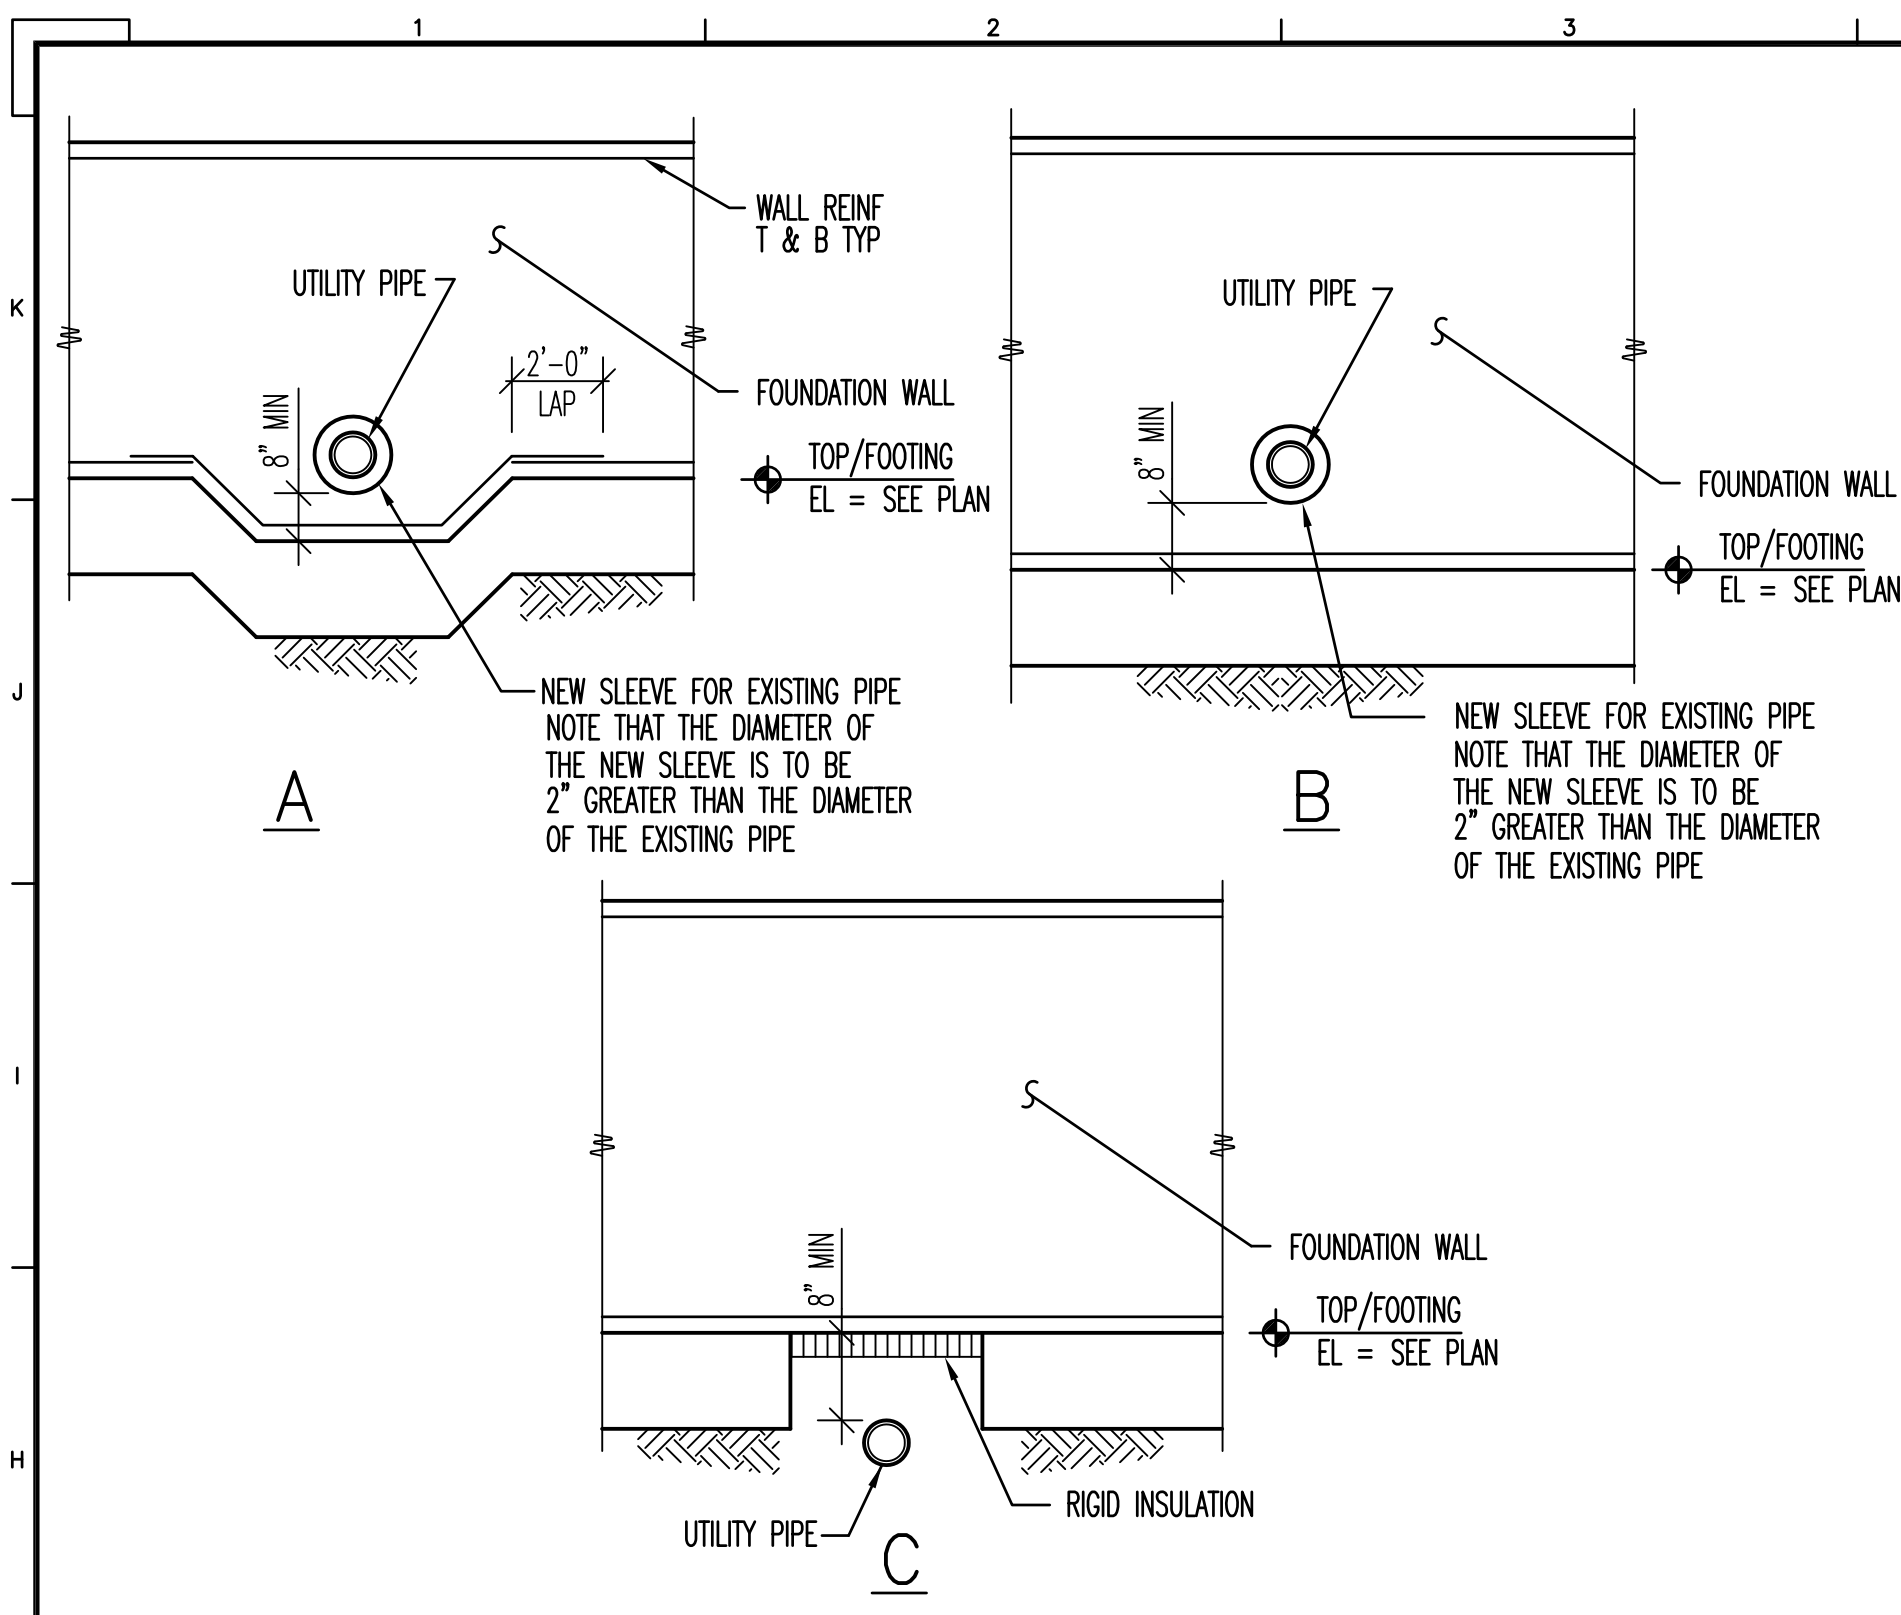 1
2
3
K
J
I
H
WALL REINF
T & B TYP
UTILITY PIPE
2'-0"
LAP
8" MIN
FOUNDATION WALL
TOP/FOOTING
EL = SEE PLAN
NEW SLEEVE FOR EXISTING PIPE
NOTE THAT THE DIAMETER OF
THE NEW SLEEVE IS TO BE
2" GREATER THAN THE DIAMETER
OF THE EXISTING PIPE
A
UTILITY PIPE
8" MIN
FOUNDATION WALL
TOP/FOOTING
EL = SEE PLAN
NEW SLEEVE FOR EXISTING PIPE
NOTE THAT THE DIAMETER OF
THE NEW SLEEVE IS TO BE
2" GREATER THAN THE DIAMETER
OF THE EXISTING PIPE
B
8" MIN
FOUNDATION WALL
TOP/FOOTING
EL = SEE PLAN
RIGID INSULATION
UTILITY PIPE
C